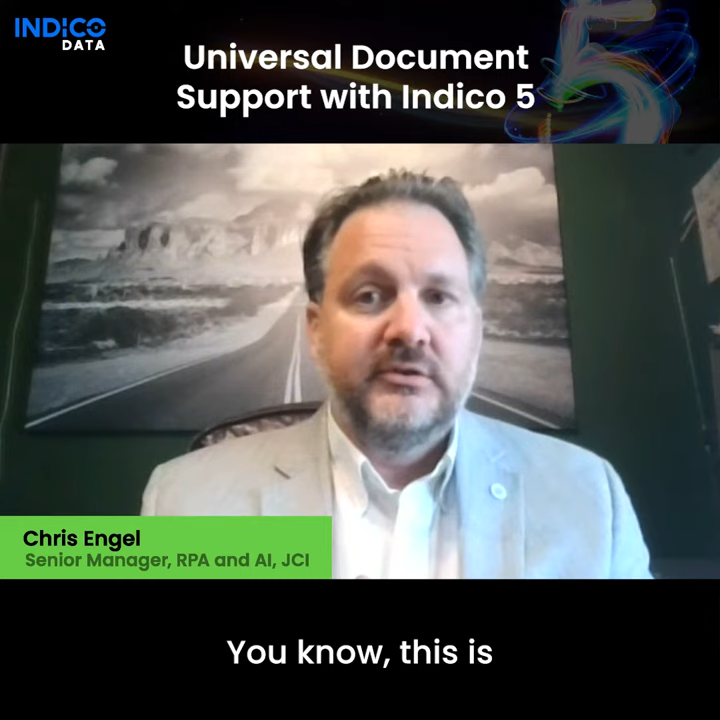 INDICO
DATA
Universal Document
Support with Indico 5
Chris Engel
Senior Manager, RPA and AI, JCI
You know, this is